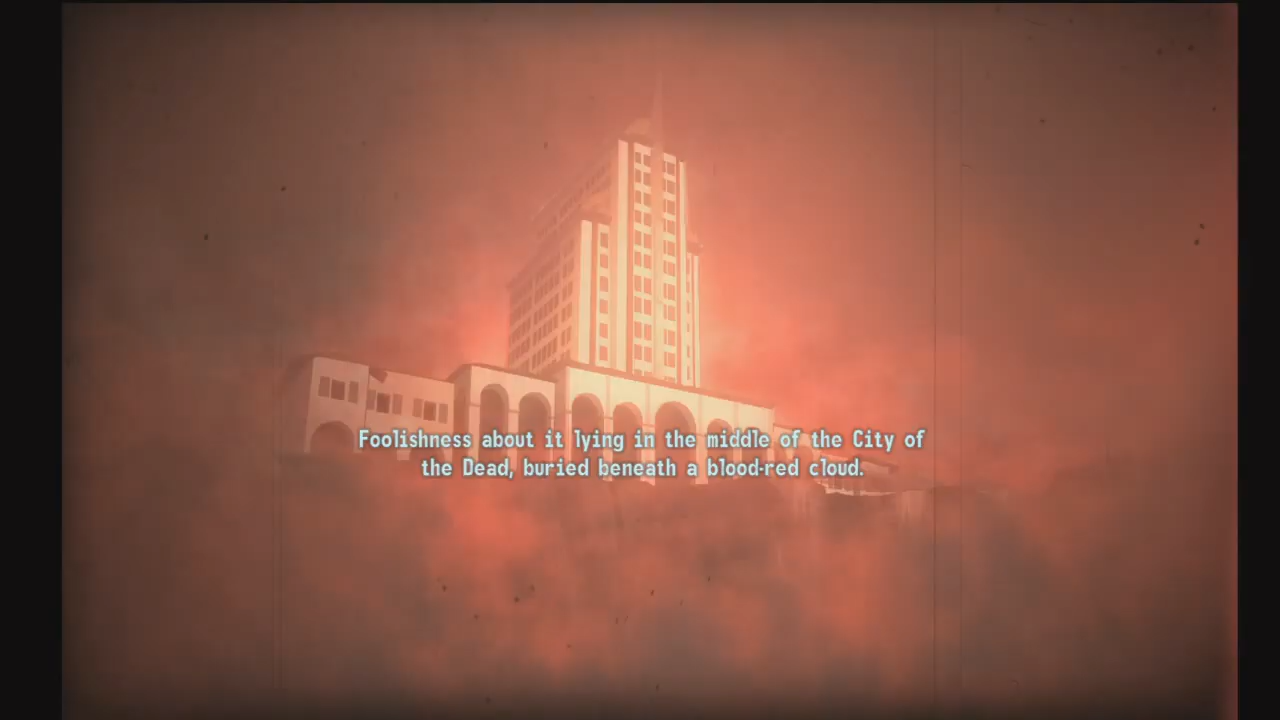 Foolishness about it lying in the middle of the City of
the Dead, buried beneath a blood-red cloud.